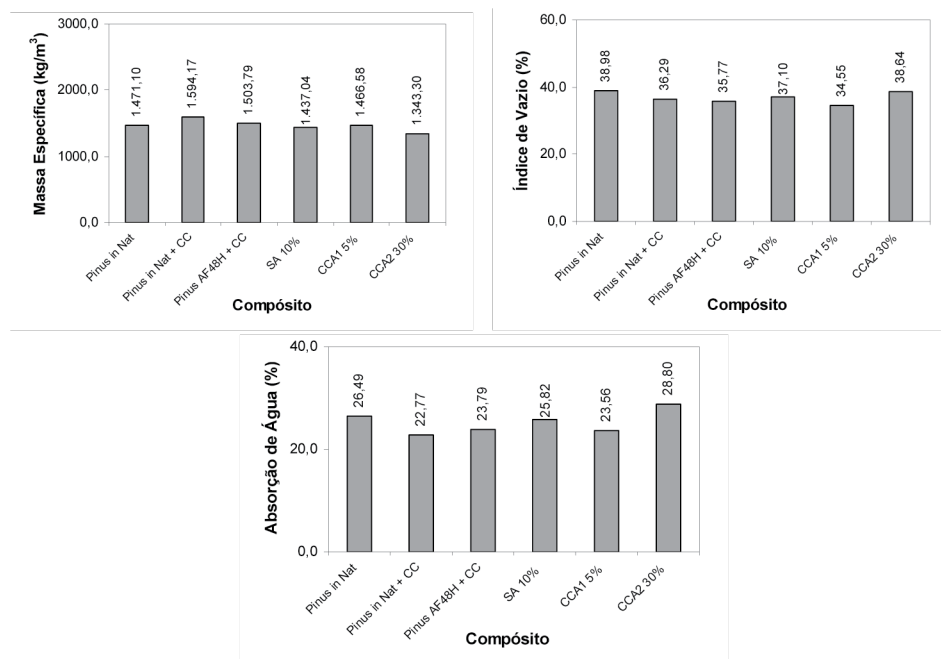 Massa Específica (kg/m³)
3000,0
2000,0
1000,0
0,0
1.471,10
1.594,17
1.503,79
1.437,04
1.466,58
1.343,30
Pinus in Nat
Pinus in Nat + CC
Pinus AF48H + CC
SA 10%
CCA1 5%
CCA2 30%
Compósito
Índice de Vazio (%)
60,0
40,0
20,0
0,0
38,98
36,29
35,77
37,10
34,55
38,64
Pinus in Nat
Pinus in Nat + CC
Pinus AF48H + CC
SA 10%
CCA1 5%
CCA2 30%
Compósito
Absorção de Água (%)
40,0
20,0
0,0
26,49
22,77
23,79
25,82
23,56
28,80
Pinus in Nat
Pinus in Nat + CC
Pinus AF48H + CC
SA 10%
CCA1 5%
CCA2 30%
Compósito